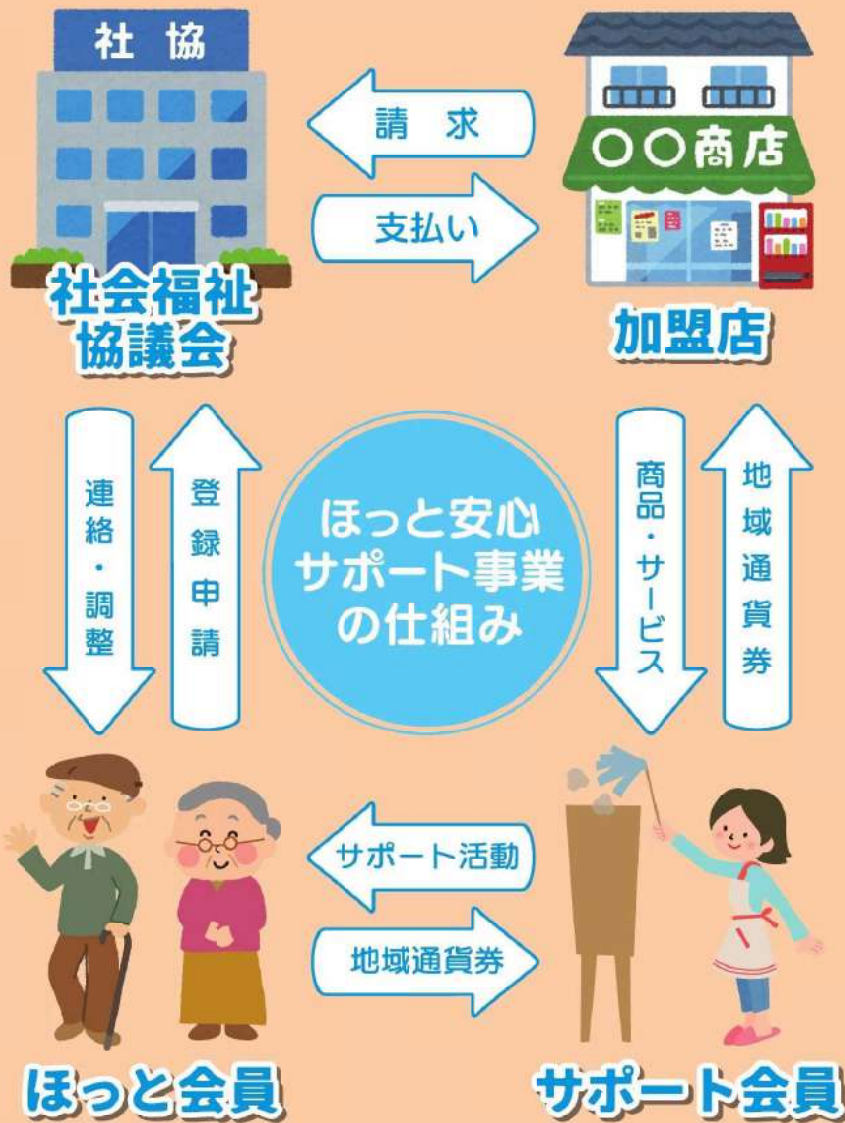 社協
請求
支払い
〇〇商店
社会福祉
協議会
加盟店
連絡・調整
登録申請
ほっと安心
サポート事業
の仕組み
商品・サービス
地域通貨券
サポート活動
地域通貨券
ほっと会員
サポート会員